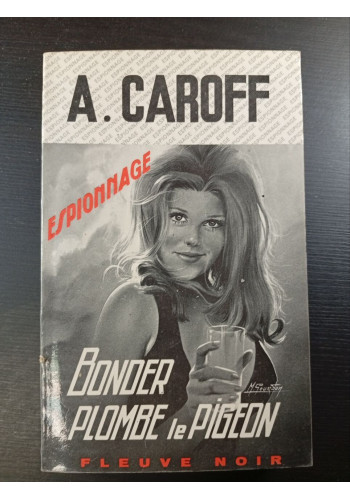 A. CAROFF
ESPIONNAGE
BONDER
PLOMBE le PIGEON
FLEUVE NOIR